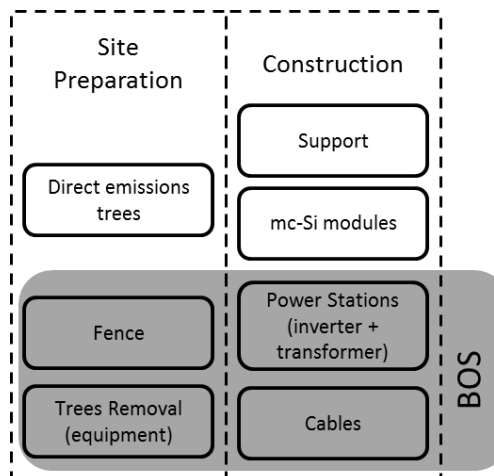 Site
Preparation
Direct emissions
trees
Fence
Trees Removal
(equipment)
Construction
Support
mc-Si modules
Power Stations
(inverter +
transformer)
Cables
BOS